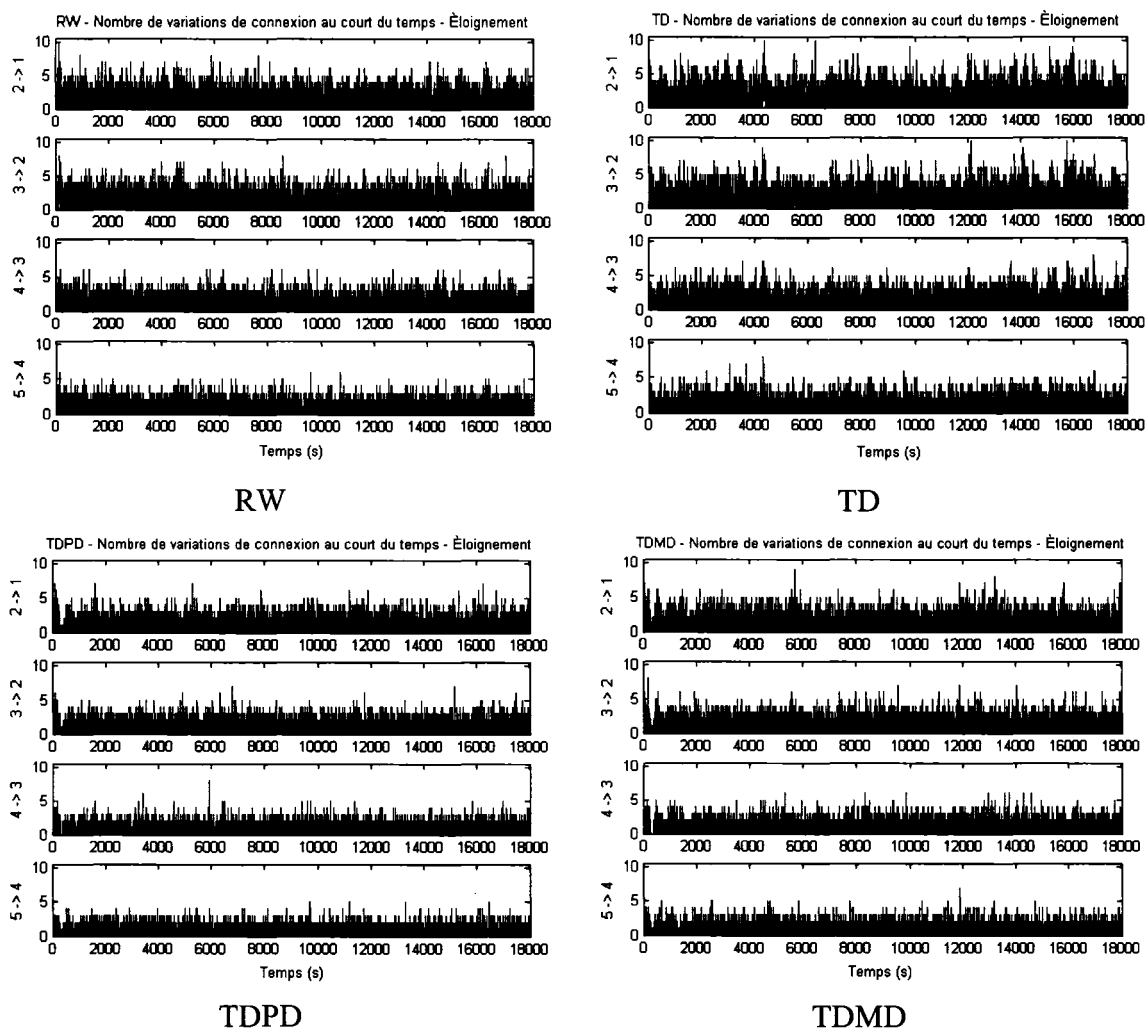 RW - Nombre de variations de connexion au court du temps - Èloignement
10
5
0
2 -> 1
0 2000 4000 6000 8000 10000 12000 14000 16000 18000
10
5
0
3 -> 2
0 2000 4000 6000 8000 10000 12000 14000 16000 18000
10
5
0
4 -> 3
0 2000 4000 6000 8000 10000 12000 14000 16000 18000
10
5
0
5 -> 4
0 2000 4000 6000 8000 10000 12000 14000 16000 18000
Temps (s)
RW
TD - Nombre de variations de connexion au court du temps - Èloignement
10
5
0
2 -> 1
0 2000 4000 6000 8000 10000 12000 14000 16000 18000
10
5
0
3 -> 2
0 2000 4000 6000 8000 10000 12000 14000 16000 18000
10
5
0
4 -> 3
0 2000 4000 6000 8000 10000 12000 14000 16000 18000
10
5
0
5 -> 4
0 2000 4000 6000 8000 10000 12000 14000 16000 18000
Temps (s)
TD
TDPD - Nombre de variations de connexion au court du temps - Èloignement
10
5
0
2 -> 1
0 2000 4000 6000 8000 10000 12000 14000 16000 18000
10
5
0
3 -> 2
0 2000 4000 6000 8000 10000 12000 14000 16000 18000
10
5
0
4 -> 3
0 2000 4000 6000 8000 10000 12000 14000 16000 18000
10
5
0
5 -> 4
0 2000 4000 6000 8000 10000 12000 14000 16000 18000
Temps (s)
TDPD
TDMD - Nombre de variations de connexion au court du temps - Èloignement
10
5
0
2 -> 1
0 2000 4000 6000 8000 10000 12000 14000 16000 18000
10
5
0
3 -> 2
0 2000 4000 6000 8000 10000 12000 14000 16000 18000
10
5
0
4 -> 3
0 2000 4000 6000 8000 10000 12000 14000 16000 18000
10
5
0
5 -> 4
0 2000 4000 6000 8000 10000 12000 14000 16000 18000
Temps (s)
TDMD